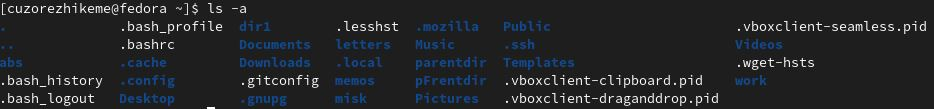 [cuzorezhikeme@fedora ~]$ ls -a
. .bash_profile dir1 .lesshst .mozilla Public .vboxclient-seamless.pid
.. .bashrc Documents letters Music .ssh Videos
abs .cache Downloads .local parentdir Templates .wget-hsts
.bash_history .config .gitconfig memos pFrentdir .vboxclient-clipboard.pid work
.bash_logout Desktop .gnupg misk Pictures .vboxclient-draganddrop.pid